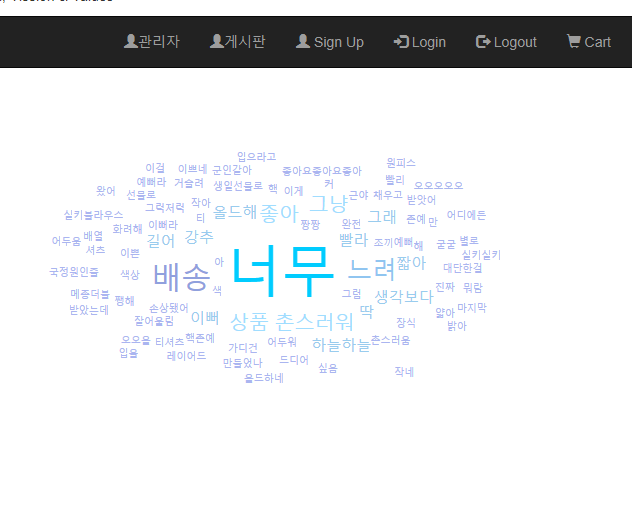 관리자 게시판 Sign Up Login Logout Cart
입으라고
이걸 이쁘네 군인같아 좋아요좋아요좋아 원피스
예뻐라 거슬려 생일선물로 핵 이게 커 빨리 오오오오오
왔어 선물로 근야 채우고 받았어
그럭저럭 작아 올드해 좋아 그냥
실키블라우스 티 짱짱 완전 그래 존예 만 어디에든
화려해 이뻐라
어두움 배열 길어 강추 빨라 조끼예뻐 해 굳굳 별로
셔츠 이쁜 너무 실키실키
국정원인줄 색상 배송 아 느려 짧아 대단한걸
메종더블 쨍해 색 그럼 생각보다 진짜 뭐람
받았는데 손상됐어 딱 마지막
잘어울림 이뻐 상품 촌스러워 장식 얇아 밝아
오오올 티셔츠 핵존예 어두워 하늘하늘 촌스러움
입을 레이어드 가디건 드디어
만들었나 싫음 작네
올드하네